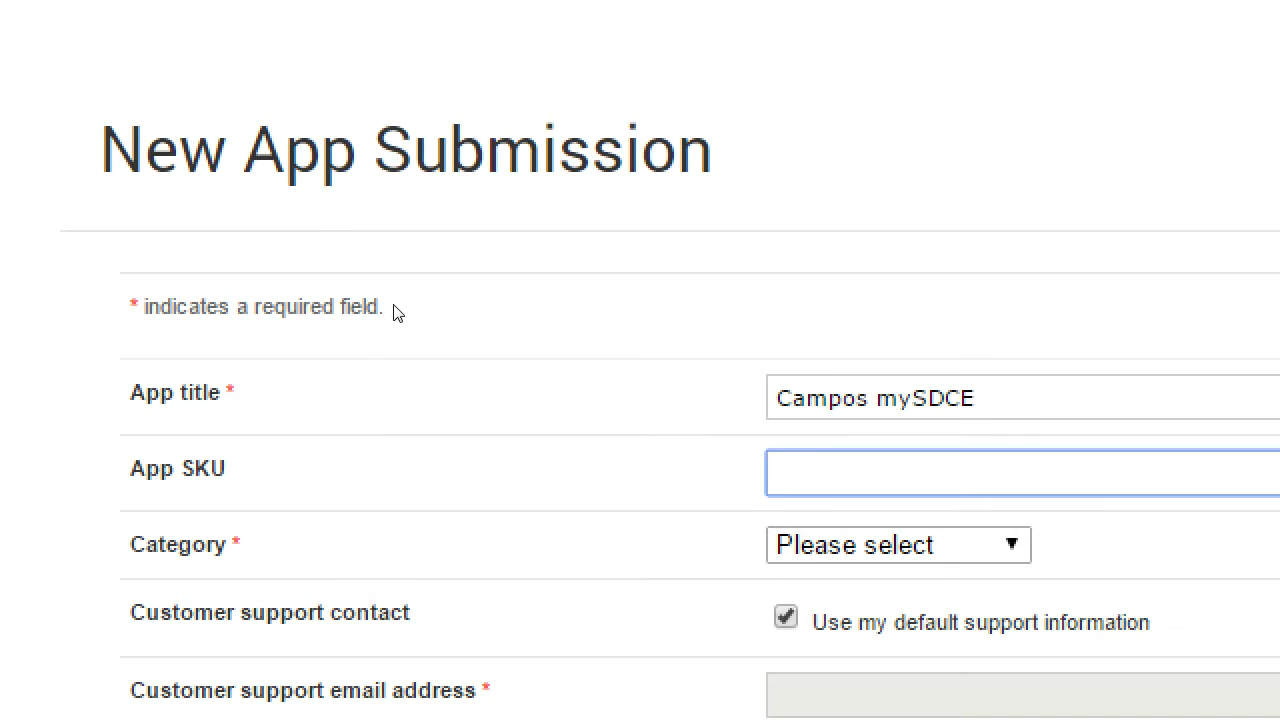 New App Submission
* indicates a required field.
App title * Campos mySDCE
App SKU
Category * Please select
Customer support contact Use my default support information
Customer support email address *